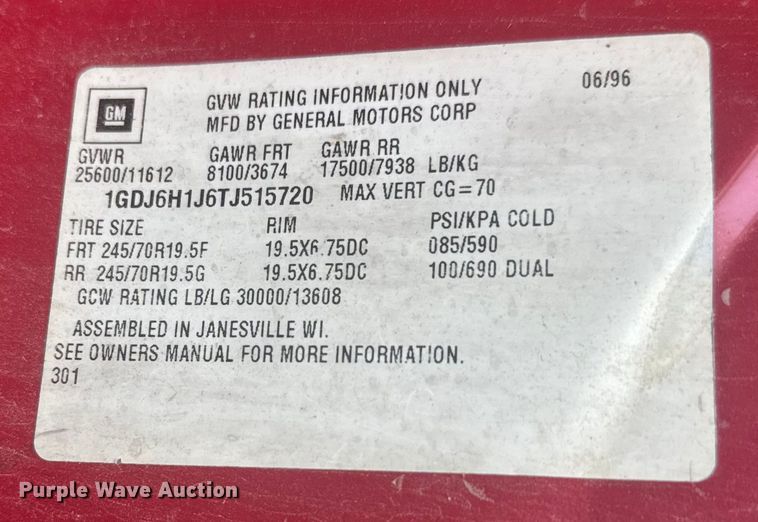 GM
GVW RATING INFORMATION ONLY 06/96
MFD BY GENERAL MOTORS CORP
GVWR GAWR FRT GAWR RR
25600/11612 8100/3674 17500/7938 LB/KG
1GDJ6H1J6TJ515720 MAX VERT CG=70
TIRE SIZE RIM PSI/KPA COLD
FRT 245/70R19.5F 19.5X6.75DC 085/590
RR 245/70R19.5G 19.5X6.75DC 100/690 DUAL
GCW RATING LB/LG 30000/13608
ASSEMBLED IN JANESVILLE WI.
SEE OWNERS MANUAL FOR MORE INFORMATION.
301
Purple Wave Auction